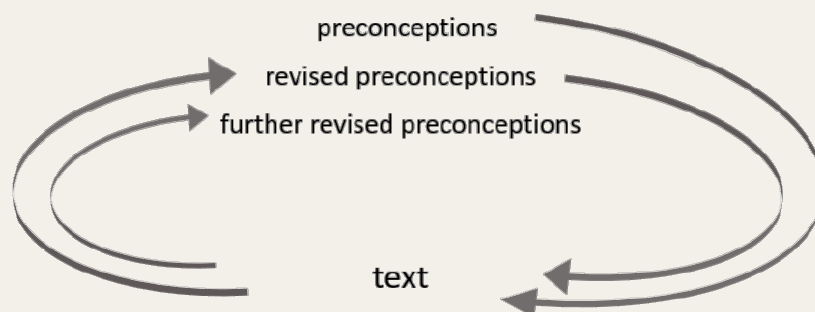 preconceptions
revised preconceptions
further revised preconceptions
text